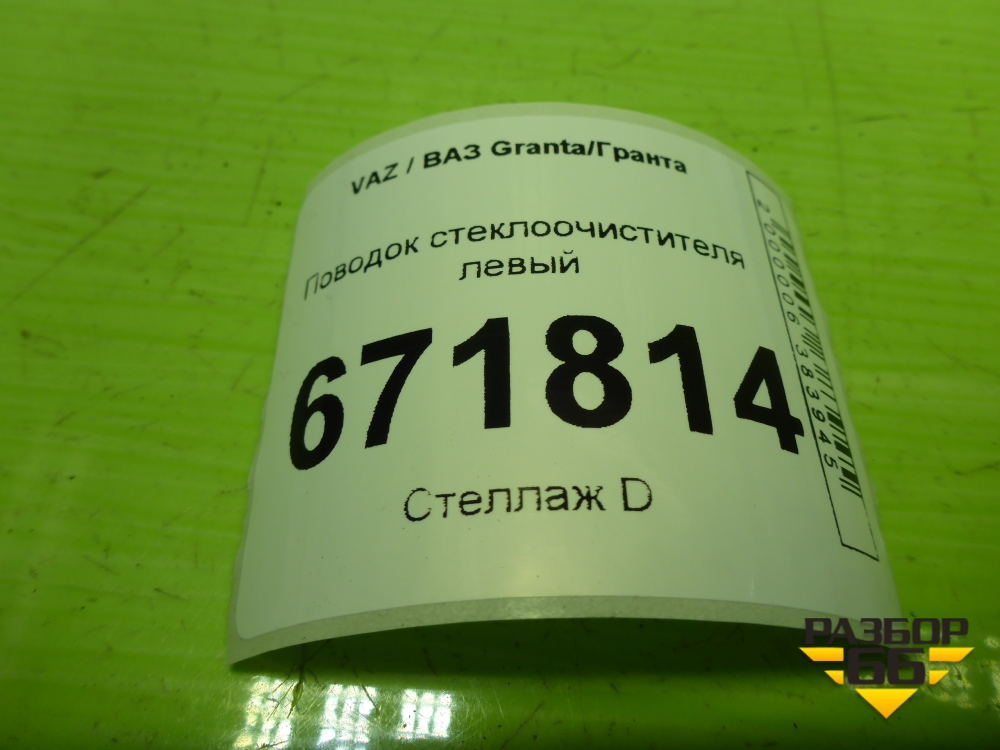 VAZ / ВАЗ Granta/Гранта
Поводок стеклоочистителя
левый
671814
Стеллаж D
2000006383945
РАЗБОР
66